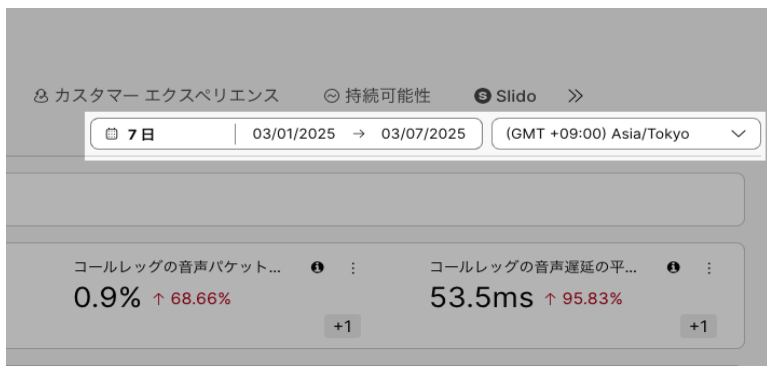 カスタマー エクスペリエンス 持続可能性 S Slido
7 日 03/01/2025 → 03/07/2025 (GMT +09:00) Asia/Tokyo
コールレッグの音声パケット... コールレッグの音声遅延の平...
0.9% ↑ 68.66% 53.5ms ↑ 95.83%
+1 +1